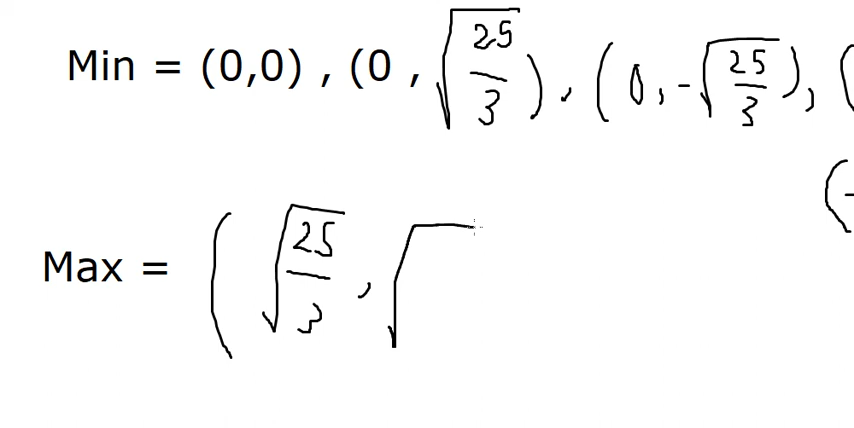 Min = (0,0) , (0 , √(25/3)) , (0, -√(25/3)), (
(-
Max = ( √(25/3) , √